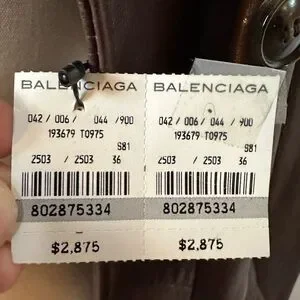 BALENCIAGA
042 / 006 / 044 / 900
193679 T0975
S81
2503 / 2503 36
802875334
$2,875
BALENCIAGA
042 / 006 / 044 / 900
193679 T0975
S81
2503 / 2503 36
802875334
$2,875